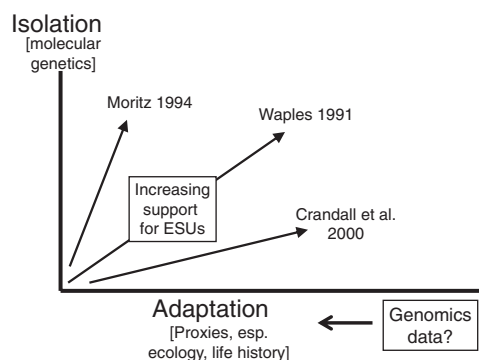 Isolation
[molecular
genetics]
Moritz 1994
Waples 1991
Increasing
support
for ESUs
Crandall et al.
2000
Adaptation
[Proxies, esp.
ecology, life history]
Genomics
data?